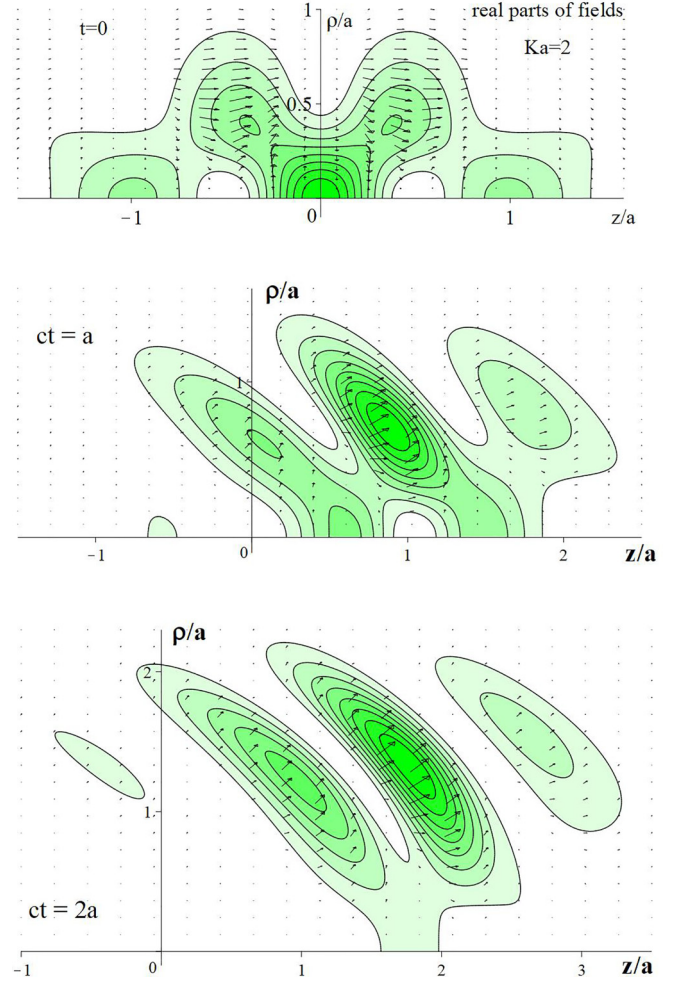 1
ρ/a
real parts of fields
t=0
Ka=2
0.5
−1
0
1
z/a
ρ/a
ct = a
1
−1
0
1
2
z/a
ρ/a
2
1
ct = 2a
−1
0
1
2
3
z/a